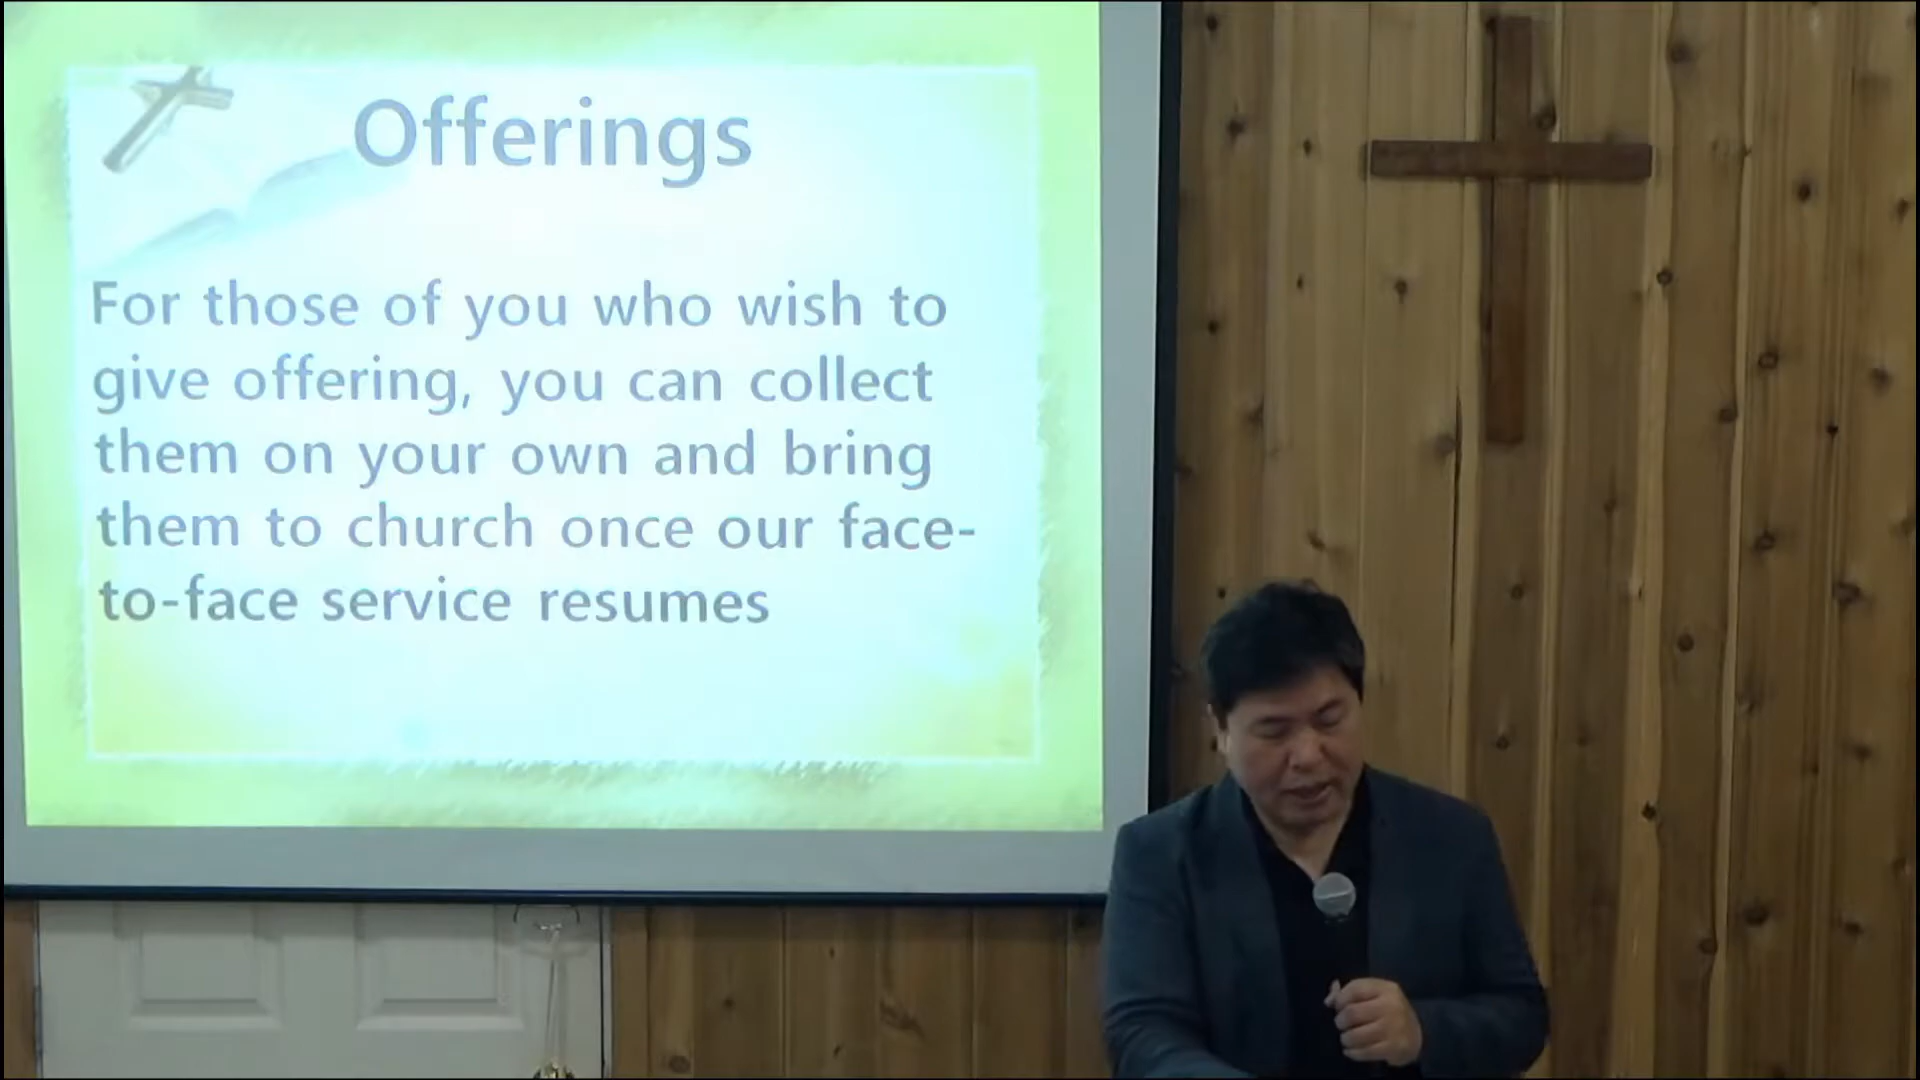 Offerings
For those of you who wish to
give offering, you can collect
them on your own and bring
them to church once our face-
to-face service resumes